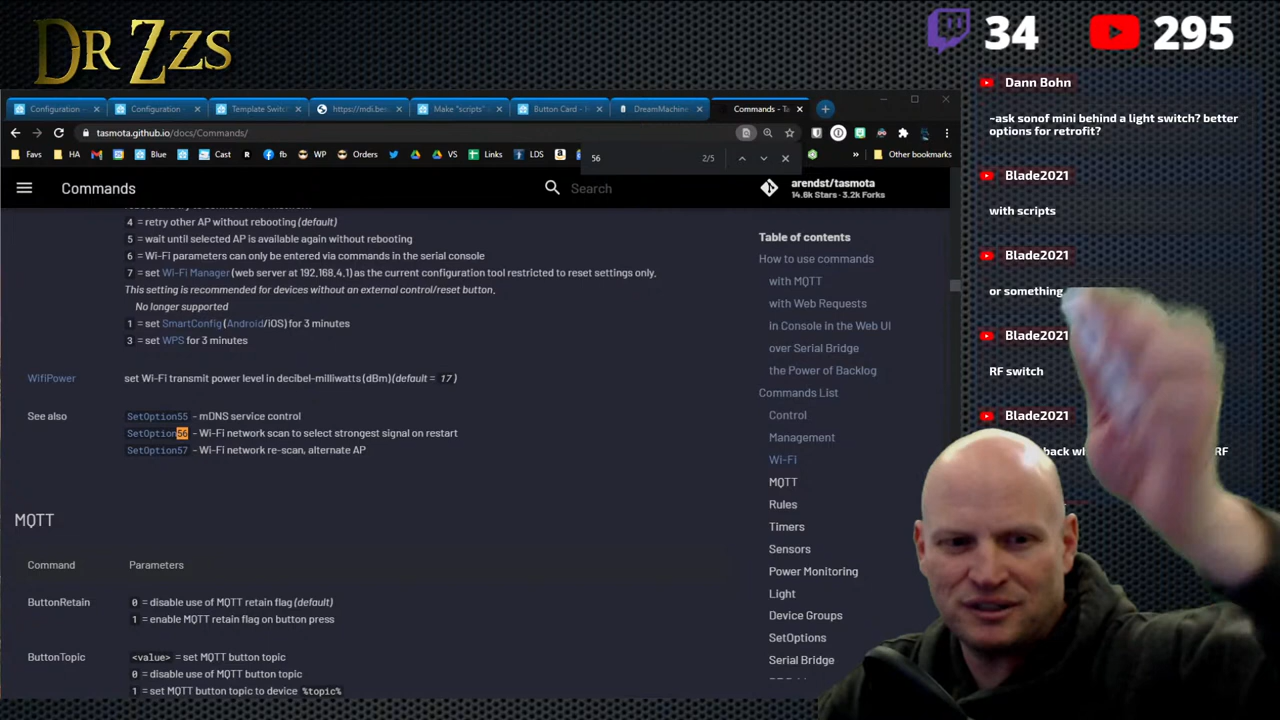 DR ZZS
34
295
Configuration
Configuration
Template Switc
https://mdi.bes
Make "scripts"
Button Card -
DreamMachine
Commands - Ta
tasmota.github.io/docs/Commands/
Favs
HA
Blue
Cast
fb
WP
Orders
VS
Links
LDS
Other bookmarks
56
2/5
Commands
Search
arendst/tasmota
14.6k Stars · 3.2k Forks
4 = retry other AP without rebooting (default)
5 = wait until selected AP is available again without rebooting
6 = Wi-Fi parameters can only be entered via commands in the serial console
7 = set Wi-Fi Manager (web server at 192.168.4.1) as the current configuration tool restricted to reset settings only.
This setting is recommended for devices without an external control/reset button.
No longer supported
1 = set SmartConfig (Android/iOS) for 3 minutes
3 = set WPS for 3 minutes
WifiPower
set Wi-Fi transmit power level in decibel-milliwatts (dBm) (default = 17)
See also
SetOption55 - mDNS service control
SetOption56 - Wi-Fi network scan to select strongest signal on restart
SetOption57 - Wi-Fi network re-scan, alternate AP
MQTT
Command
Parameters
ButtonRetain
0 = disable use of MQTT retain flag (default)
1 = enable MQTT retain flag on button press
ButtonTopic
<value> = set MQTT button topic
0 = disable use of MQTT button topic
1 = set MQTT button topic to device %topic%
Table of contents
How to use commands
with MQTT
with Web Requests
in Console in the Web UI
over Serial Bridge
the Power of Backlog
Commands List
Control
Management
Wi-Fi
MQTT
Rules
Timers
Sensors
Power Monitoring
Light
Device Groups
SetOptions
Serial Bridge
Dann Bohn
~ask sonof mini behind a light switch? better
options for retrofit?
Blade2021
with scripts
Blade2021
or something
Blade2021
RF switch
Blade2021
RF